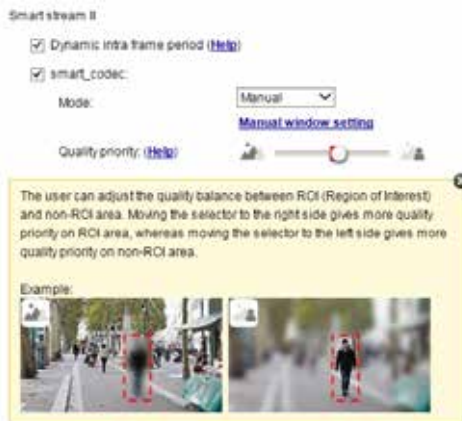 Smart stream II
Dynamic intra frame period (Help)
smart_codec:
Mode: Manual
Manual window setting
Quality priority: (Help)
The user can adjust the quality balance between ROI (Region of Interest)
and non-ROI area. Moving the selector to the right side gives more quality
priority on ROI area, whereas moving the selector to the left side gives more
quality priority on non-ROI area.
Example: